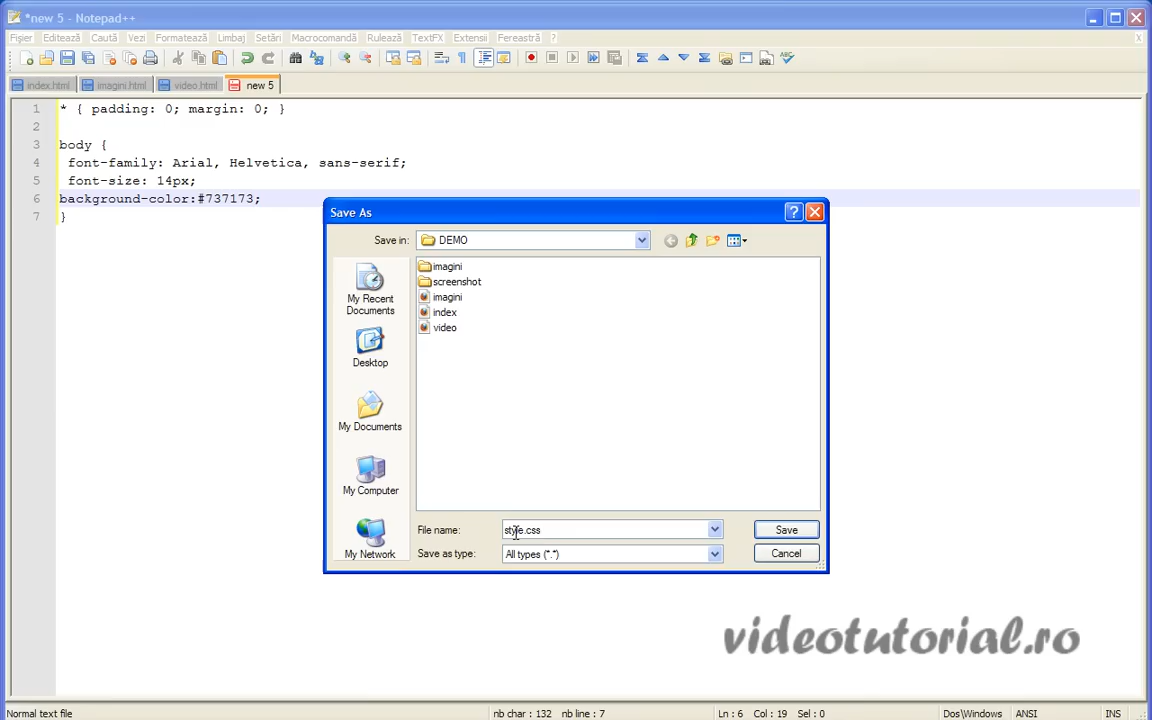 *new 5 - Notepad++
Fişier Editează Caută Vezi Formatează Limbaj Setări Macrocomandă Rulează TextFX Extensii Fereastră ? X
index.html imagini.html video.html new 5
1 * { padding: 0; margin: 0; }
2
3 body {
4 font-family: Arial, Helvetica, sans-serif;
5 font-size: 14px;
6 background-color:#737173;
7 }
Save As
Save in: DEMO
My Recent Documents
Desktop
My Documents
My Computer
My Network
imagini
screenshot
imagini
index
video
File name: style.css Save
Save as type: All types (*.*) Cancel
videotutorial.ro
Normal text file nb char : 132 nb line : 7 Ln : 6 Col : 19 Sel : 0 Dos\Windows ANSI INS